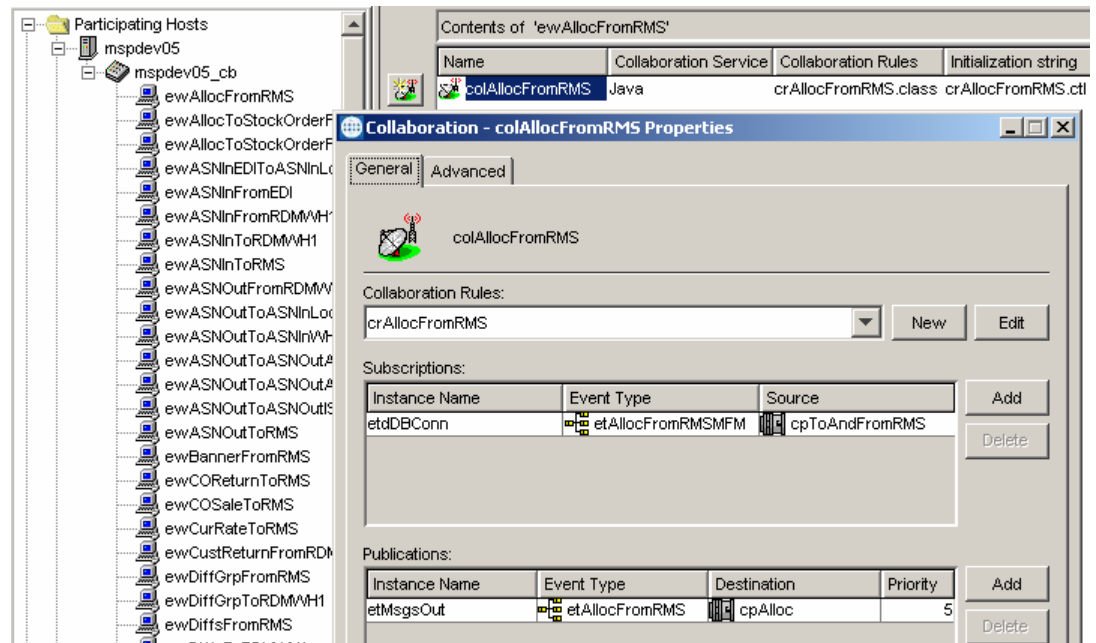 Participating Hosts
mspdev05
mspdev05_cb
ewAllocFromRMS
ewAllocToStockOrderF
ewAllocToStockOrderF
ewASNInEDIToASNInLo
ewASNInFromEDI
ewASNInFromRDMWH1
ewASNInToRDMWH1
ewASNInToRMS
ewASNOutFromRDMW
ewASNOutToASNInLoc
ewASNOutToASNInWH
ewASNOutToASNOutA
ewASNOutToASNOutA
ewASNOutToASNOutIS
ewASNOutToRMS
ewBannerFromRMS
ewCOReturnToRMS
ewCOSaleToRMS
ewCurRateToRMS
ewCustReturnFromRDM
ewDiffGrpFromRMS
ewDiffGrpToRDMWH1
ewDiffsFromRMS
Contents of 'ewAllocFromRMS'
Name Collaboration Service Collaboration Rules Initialization string
colAllocFromRMS Java crAllocFromRMS.class crAllocFromRMS.ctl
Collaboration - colAllocFromRMS Properties
General Advanced
colAllocFromRMS
Collaboration Rules:
crAllocFromRMS New Edit
Subscriptions:
Instance Name Event Type Source Add
etdDBConn etAllocFromRMSMFM cpToAndFromRMS
Delete
Publications:
Instance Name Event Type Destination Priority Add
etMsgsOut etAllocFromRMS cpAlloc 5
Delete